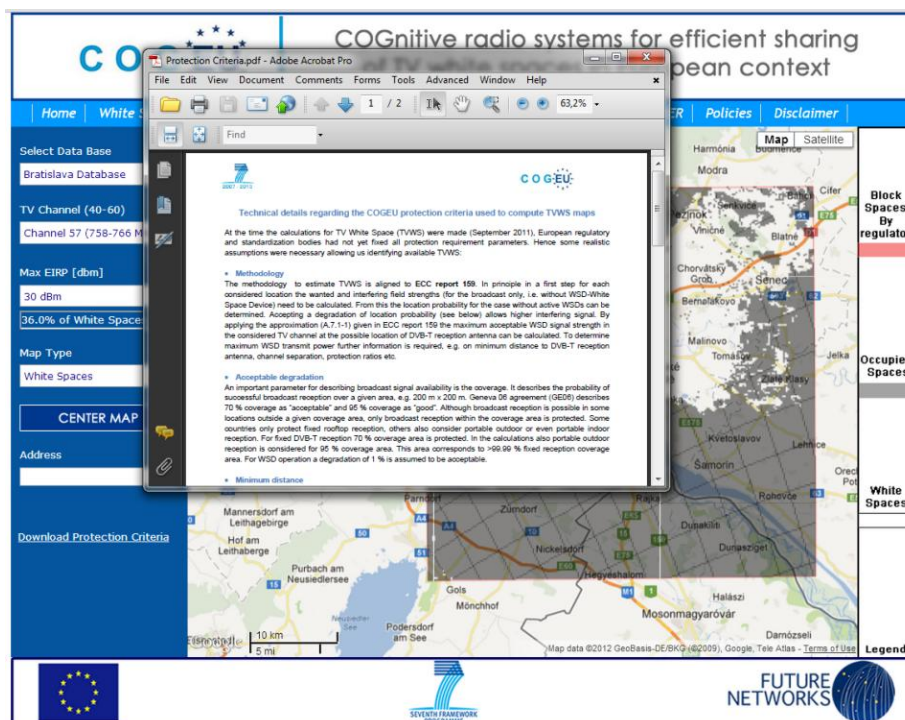 COGEU
COGnitive radio systems for efficient sharing
of TV white spaces
pean context
Home
White S
ER
Policies
Disclaimer
Protection Criteria.pdf - Adobe Acrobat Pro
File Edit View Document Comments Forms Tools Advanced Window Help
1 / 2
63,2%
Find
COGEU
Technical details regarding the COGEU protection criteria used to compute TVWS maps
At the time the calculations for TV White Space (TVWS) were made (September 2011), European regulatory
and standardization bodies had not yet fixed all protection requirement parameters. Hence some realistic
assumptions were necessary allowing us identifying available TVWS:
• Methodology
The methodology to estimate TVWS is aligned to ECC report 159. In principle in a first step for each
considered location the wanted and interfering field strengths (for the broadcast only, i.e. without WSD-White
Space Device) need to be calculated. From this the location probability for the case without active WSDs can be
determined. Accepting a degradation of location probability (see below) allows higher interfering signal. By
applying the approximation (A.7.1-1) given in ECC report 159 the maximum acceptable WSD signal strength in
the considered TV channel at the possible location of DVB-T reception antenna can be calculated. To determine
maximum WSD transmit power further information is required, e.g. on minimum distance to DVB-T reception
antenna, channel separation, protection ratios etc.
• Acceptable degradation
An important parameter for describing broadcast signal availability is the coverage. It describes the probability of
successful broadcast reception over a given area, e.g. 200 m x 200 m. Geneva 06 agreement (GE06) describes
70 % coverage as "acceptable" and 95 % coverage as "good". Although broadcast reception is possible in some
locations outside a given coverage area, only broadcast reception within the coverage area is protected. Some
countries only protect fixed rooftop reception, others also consider portable outdoor or even portable indoor
reception. For fixed DVB-T reception 70 % coverage area is protected. In the calculations also portable outdoor
reception is considered for 95 % coverage area. This area corresponds to >99.99 % fixed reception coverage
area. For WSD operation a degradation of 1 % is assumed to be acceptable.
• Minimum distance
Select Data Base
Bratislava Database
TV Channel (40-60)
Channel 57 (758-766 M
Max EIRP [dbm]
30 dBm
36.0% of White Space
Map Type
White Spaces
CENTER MAP
Address
Download Protection Criteria
Map
Satellite
Harmónia
Budmerice
Modra
Cifer
Senkvice
Viničné
Blatné
Chorvátsky
Grob
Senec
Bernolákovo
Malinovo
Tomášov
Jelka
Zlaté Klasy
Kvetoslavov
Lehnice
Šamorín
Rohovce
Parndorf
Zurndorf
Rajka
Dunakiliti
Mannersdorf am
Leithagebirge
Hof am
Leithaberge
Nickelsdorf
Dunasziget
Purbach am
Neusiedlersee
Hegyeshalom
Gols
Mönchhof
Halászi
Mosonmagyaróvár
Neusiedler
See
Podersdorf
am See
Darnózseli
10 km
5 mi
Map data ©2012 GeoBasis-DE/BKG (©2009), Google, Tele Atlas - Terms of Use
Block
Spaces
By
regulato
Occupie
Spaces
White
Spaces
Legend
SEVENTH FRAMEWORK
PROGRAMME
FUTURE
NETWORKS